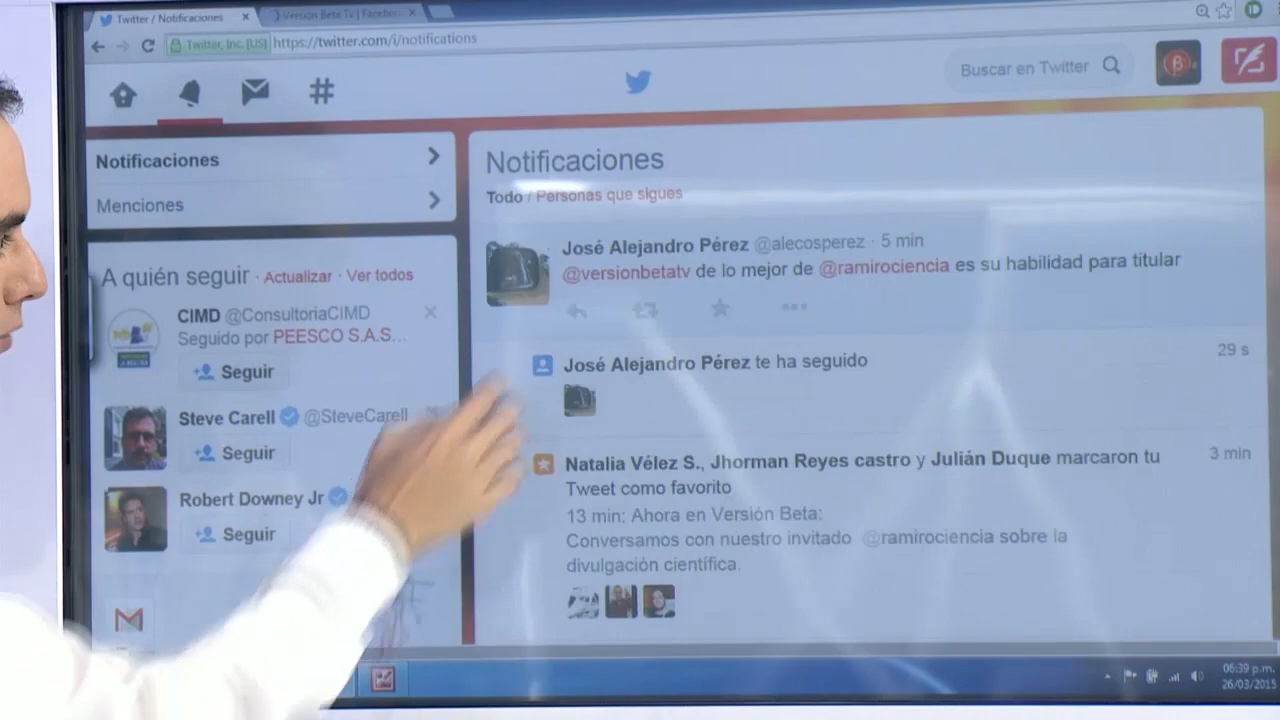 Twitter / Notificaciones
Versión Beta Tv | Facebo
Twitter, Inc. [US] https://twitter.com/i/notifications
Buscar en Twitter
β
Notificaciones
Menciones
A quién seguir · Actualizar · Ver todos
CIMD @ConsultoriaCIMD
Seguido por PEESCO S.A.S...
Seguir
Steve Carell @SteveCarell
Seguir
Robert Downey Jr
Seguir
Notificaciones
Todo / Personas que sigues
José Alejandro Pérez @alecosperez · 5 min
@versionbetatv de lo mejor de @ramirociencia es su habilidad para titular
José Alejandro Pérez te ha seguido
29 s
Natalia Vélez S., Jhorman Reyes castro y Julián Duque marcaron tu
Tweet como favorito
3 min
13 min: Ahora en Versión Beta:
Conversamos con nuestro invitado @ramirociencia sobre la
divulgación científica.
06:39 p.m.
26/03/2015